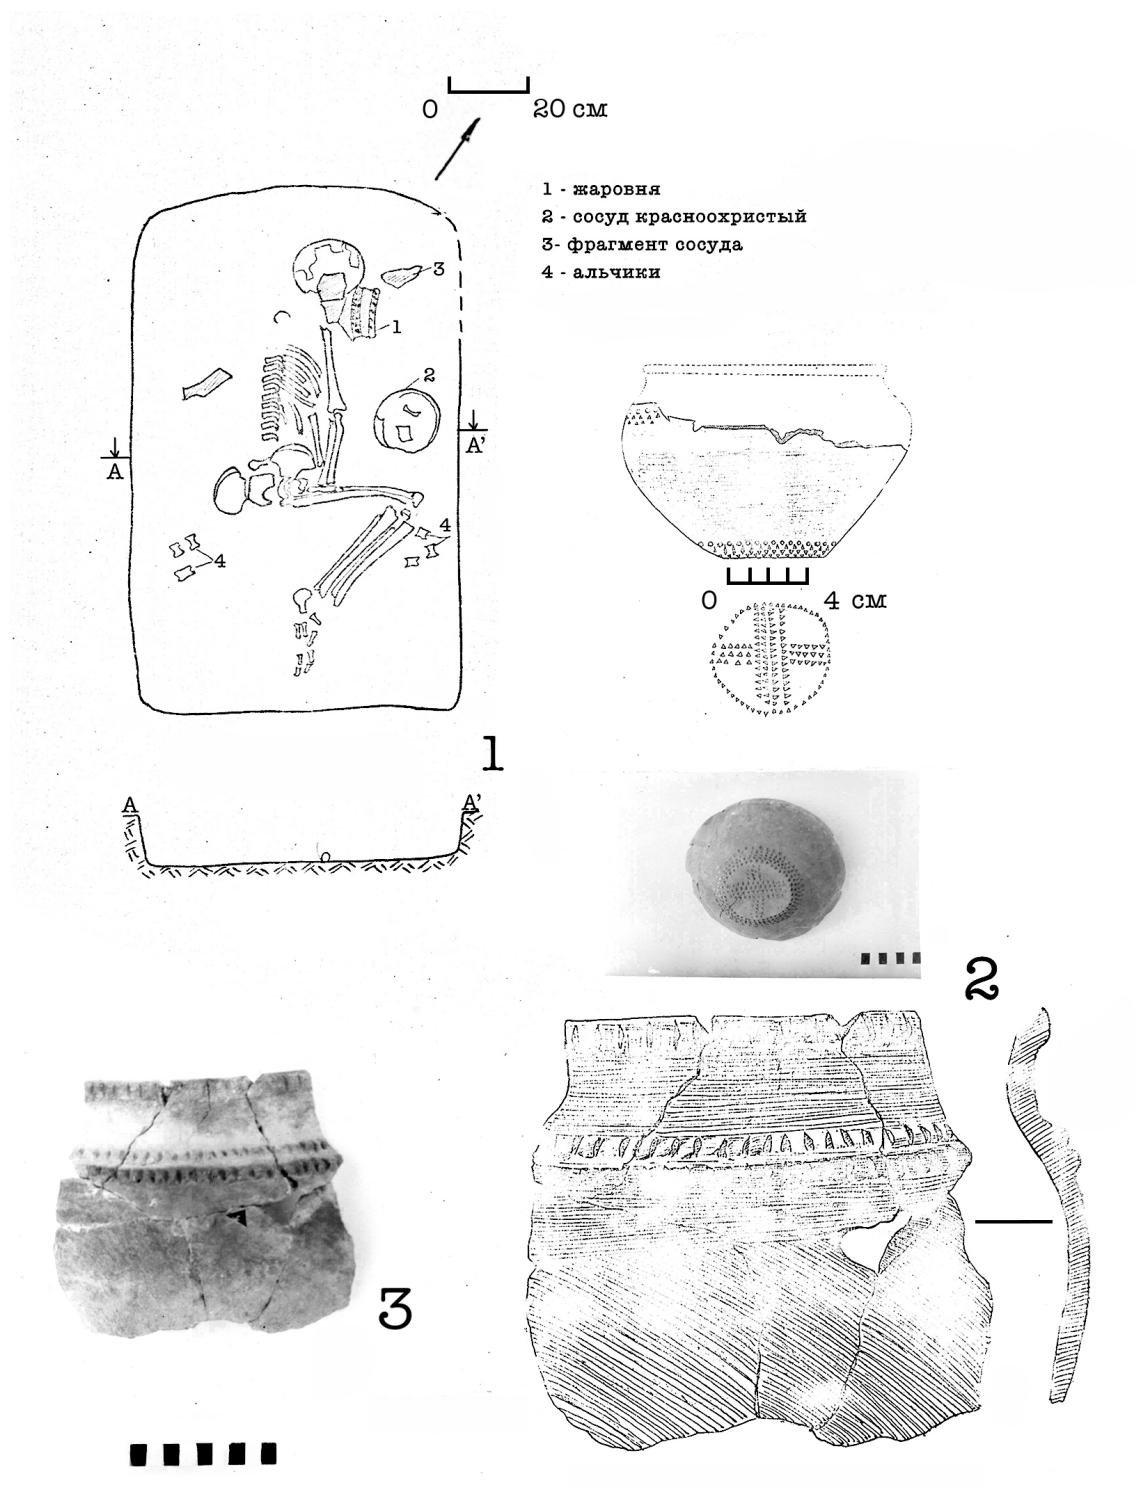 0 20 см
1 - жаровня
2 - сосуд красноохристый
3- фрагмент сосуда
4 - альчики
3
1
2
A A'
4
4
0 4 см
1
A A'
2
3